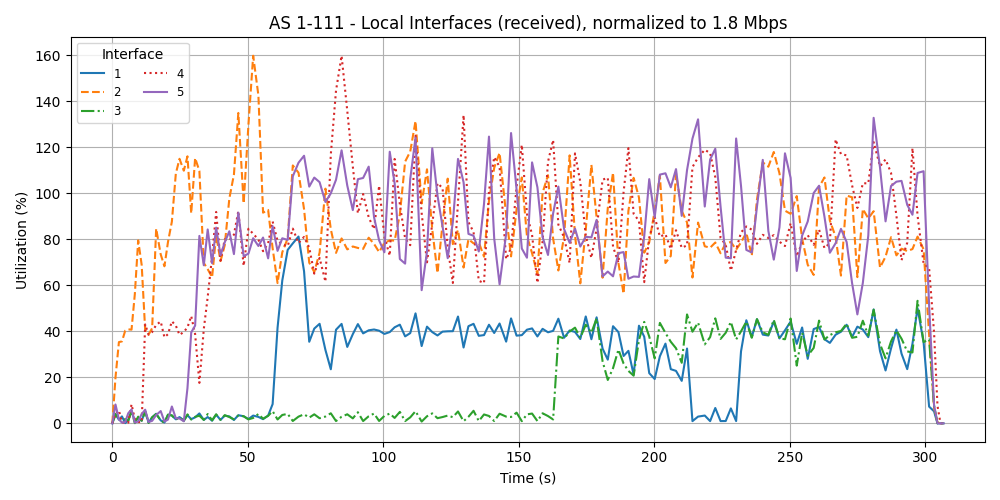 AS 1-111 - Local Interfaces (received), normalized to 1.8 Mbps
Interface
1 4
2 5
3
160
140
120
100
80
60
40
20
0
Utilization (%)
0 50 100 150 200 250 300
Time (s)